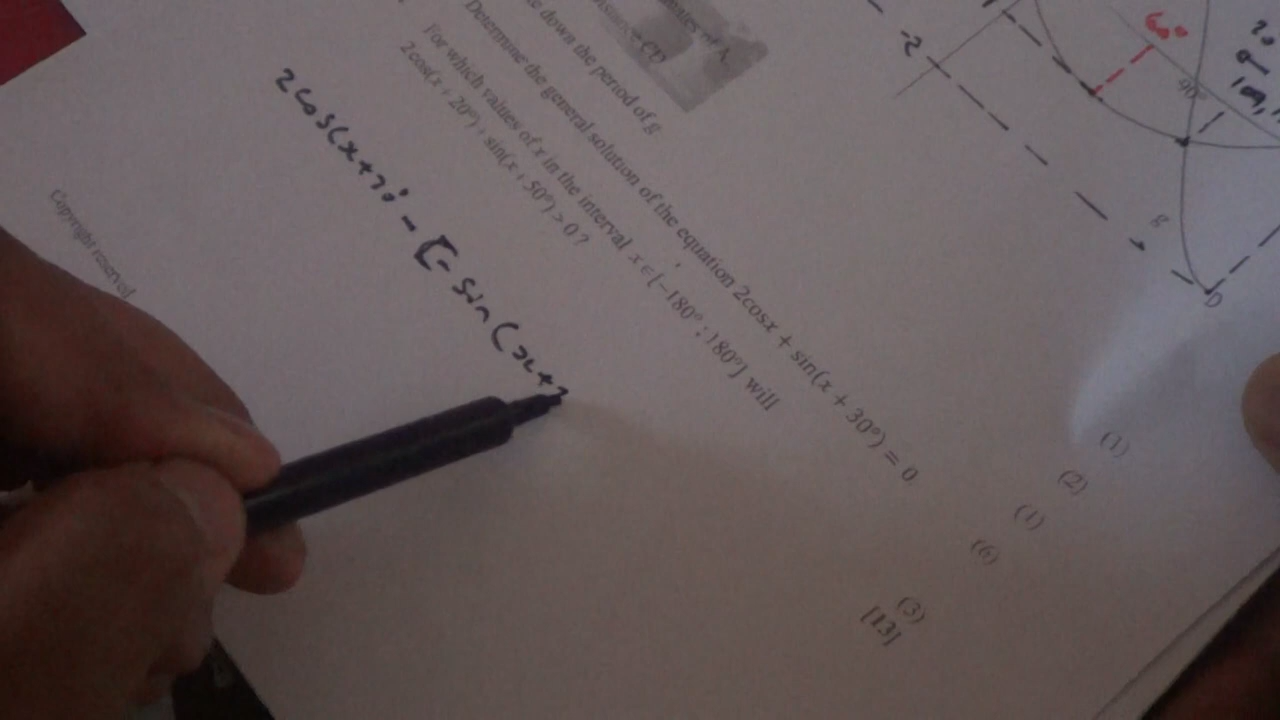 -2
60°
90°
g
D
down the period of g (1)
Determine the general solution of the equation 2cosx + sin(x + 30°) = 0 (6)
For which values of x in the interval x ∈ [−180° ; 180°] will
2cos(x + 20°) + sin(x + 50°) > 0 ? (3)
[13]
(1)
(2)
2cos(x+20° - [-sin(x+
Copyright reserved